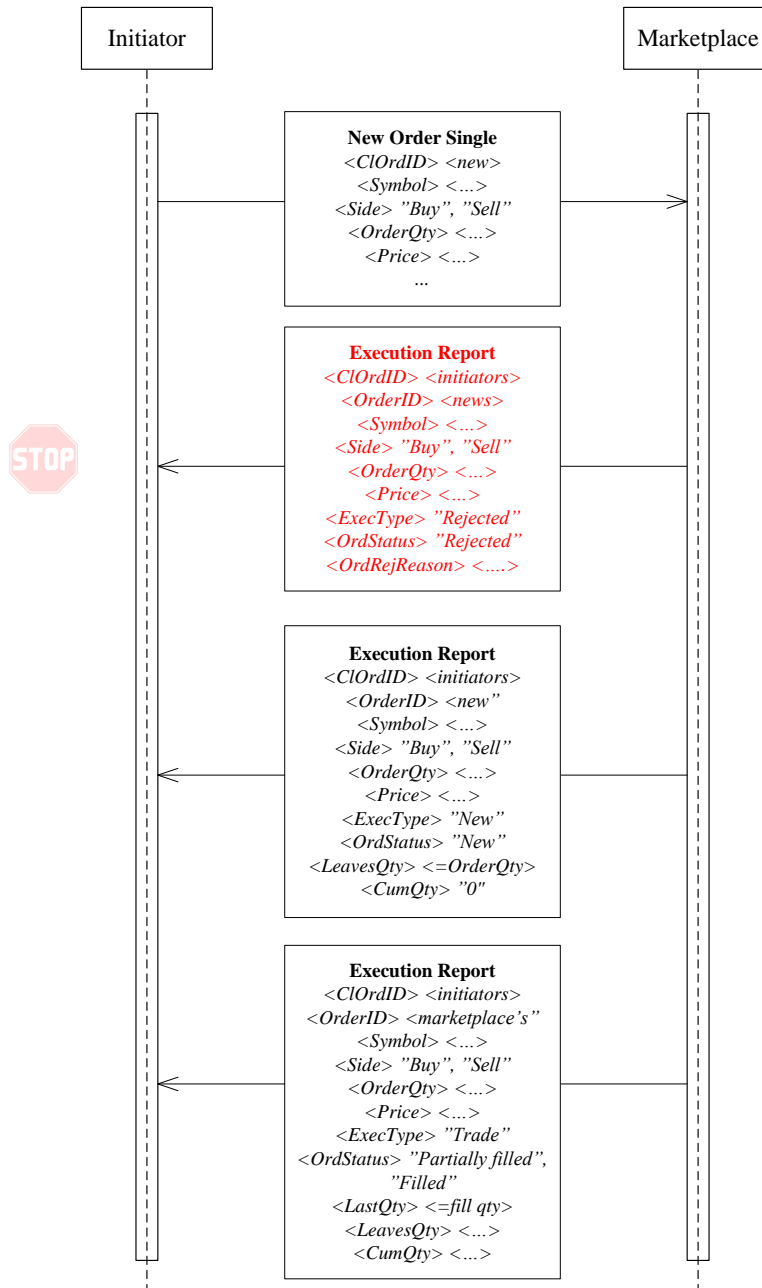 Initiator
Marketplace
New Order Single
<ClOrdID> <new>
<Symbol> <...>
<Side> ”Buy”, ”Sell”
<OrderQty> <...>
<Price> <...>
...
Execution Report
<ClOrdID> <initiators>
<OrderID> <news>
<Symbol> <...>
<Side> ”Buy”, ”Sell”
<OrderQty> <...>
<Price> <...>
<ExecType> ”Rejected”
<OrdStatus> ”Rejected”
<OrdRejReason> <....>
STOP
Execution Report
<ClOrdID> <initiators>
<OrderID> <new”
<Symbol> <...>
<Side> ”Buy”, ”Sell”
<OrderQty> <...>
<Price> <...>
<ExecType> ”New”
<OrdStatus> ”New”
<LeavesQty> <=OrderQty>
<CumQty> ”0"
Execution Report
<ClOrdID> <initiators>
<OrderID> <marketplace’s”
<Symbol> <...>
<Side> ”Buy”, ”Sell”
<OrderQty> <...>
<Price> <...>
<ExecType> ”Trade”
<OrdStatus> ”Partially filled”,
”Filled”
<LastQty> <=fill qty>
<LeavesQty> <...>
<CumQty> <...>